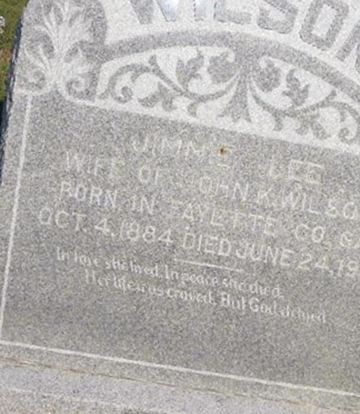 WILSON
JIMMIE LEE
WIFE OF JOHN K. WILSO
BORN IN FAYETTE CO, G
OCT. 4, 1884 DIED JUNE 24, 19
In love she lived, In peace she died,
Her life was craved, But God denied.